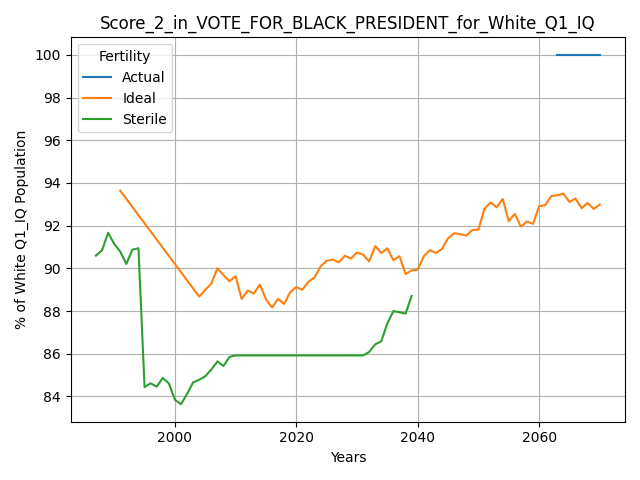 Score_2_in_VOTE_FOR_BLACK_PRESIDENT_for_White_Q1_IQ
Fertility
Actual
Ideal
Sterile
% of White Q1_IQ Population
100
98
96
94
92
90
88
86
84
2000
2020
2040
2060
Years